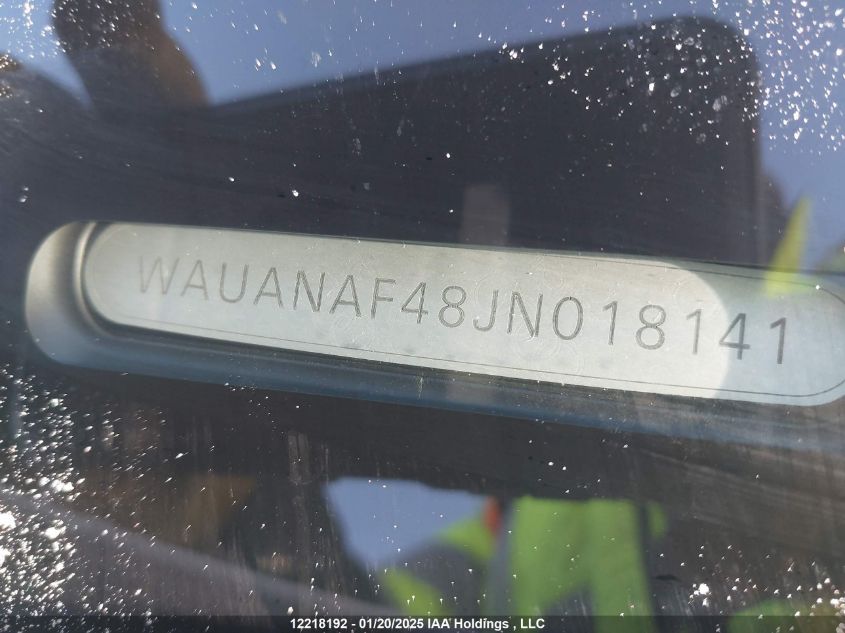 WAUANAF48JN018141
12218192 - 01/20/2025 IAA Holdings , LLC